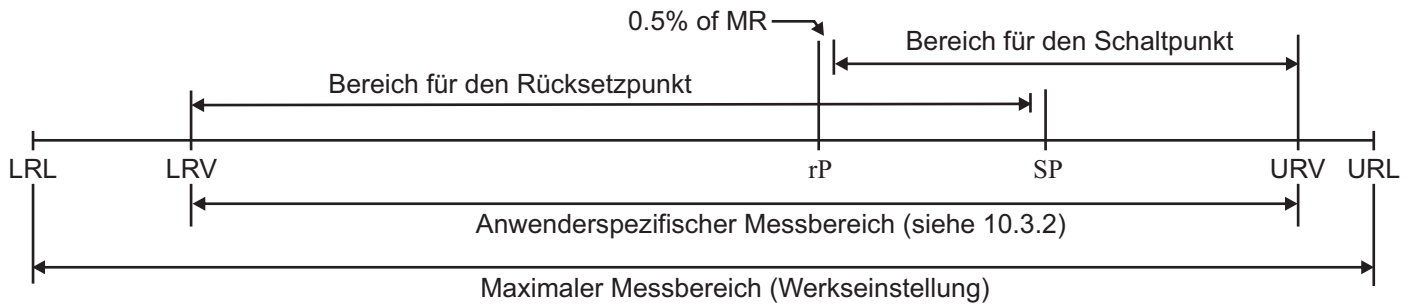 0.5% of MR
Bereich für den Schaltpunkt
Bereich für den Rücksetzpunkt
LRL LRV rP SP URV URL
Anwenderspezifischer Messbereich (siehe 10.3.2)
Maximaler Messbereich (Werkseinstellung)